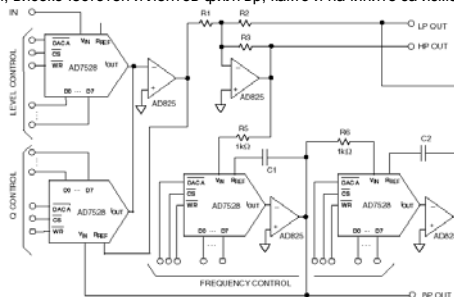 IN
R1
R2
LP OUT
R3
HP OUT
LEVEL CONTROL
DACA
CS
WR
VIN RREF
AD7528 IOUT
D0 ... D7
AD825
AD825
R5
1kΩ
C1
R6
1kΩ
C2
Q CONTROL
D0 ... D7
DACA
CS
WR
AD7528 IOUT
VIN RREF
DACA
CS
WR
VIN RREF
AD7528 IOUT
D0 ... D7
AD825
DACA
CS
WR
VIN RREF
AD7528 IOUT
D0 ... D7
AD825
FREQUENCY CONTROL
BP OUT